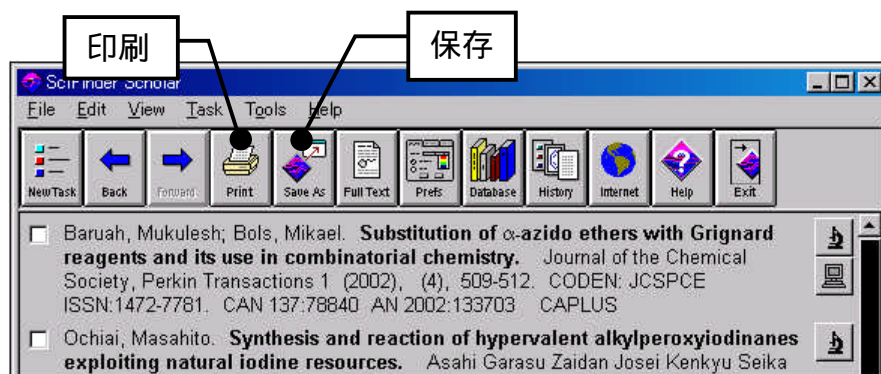 印刷
保存
SciFinder Scholar
File Edit View Task Tools Help
New Task Back Forward Print Save As Full Text Prefs Database History Internet Help Exit
Baruah, Mukulesh; Bols, Mikael. Substitution of α-azido ethers with Grignard
reagents and its use in combinatorial chemistry. Journal of the Chemical
Society, Perkin Transactions 1 (2002), (4), 509-512. CODEN: JCSPCE
ISSN:1472-7781. CAN 137:78840 AN 2002:133703 CAPLUS
Ochiai, Masahito. Synthesis and reaction of hypervalent alkylperoxyiodinanes
exploiting natural iodine resources. Asahi Garasu Zaidan Josei Kenkyu Seika